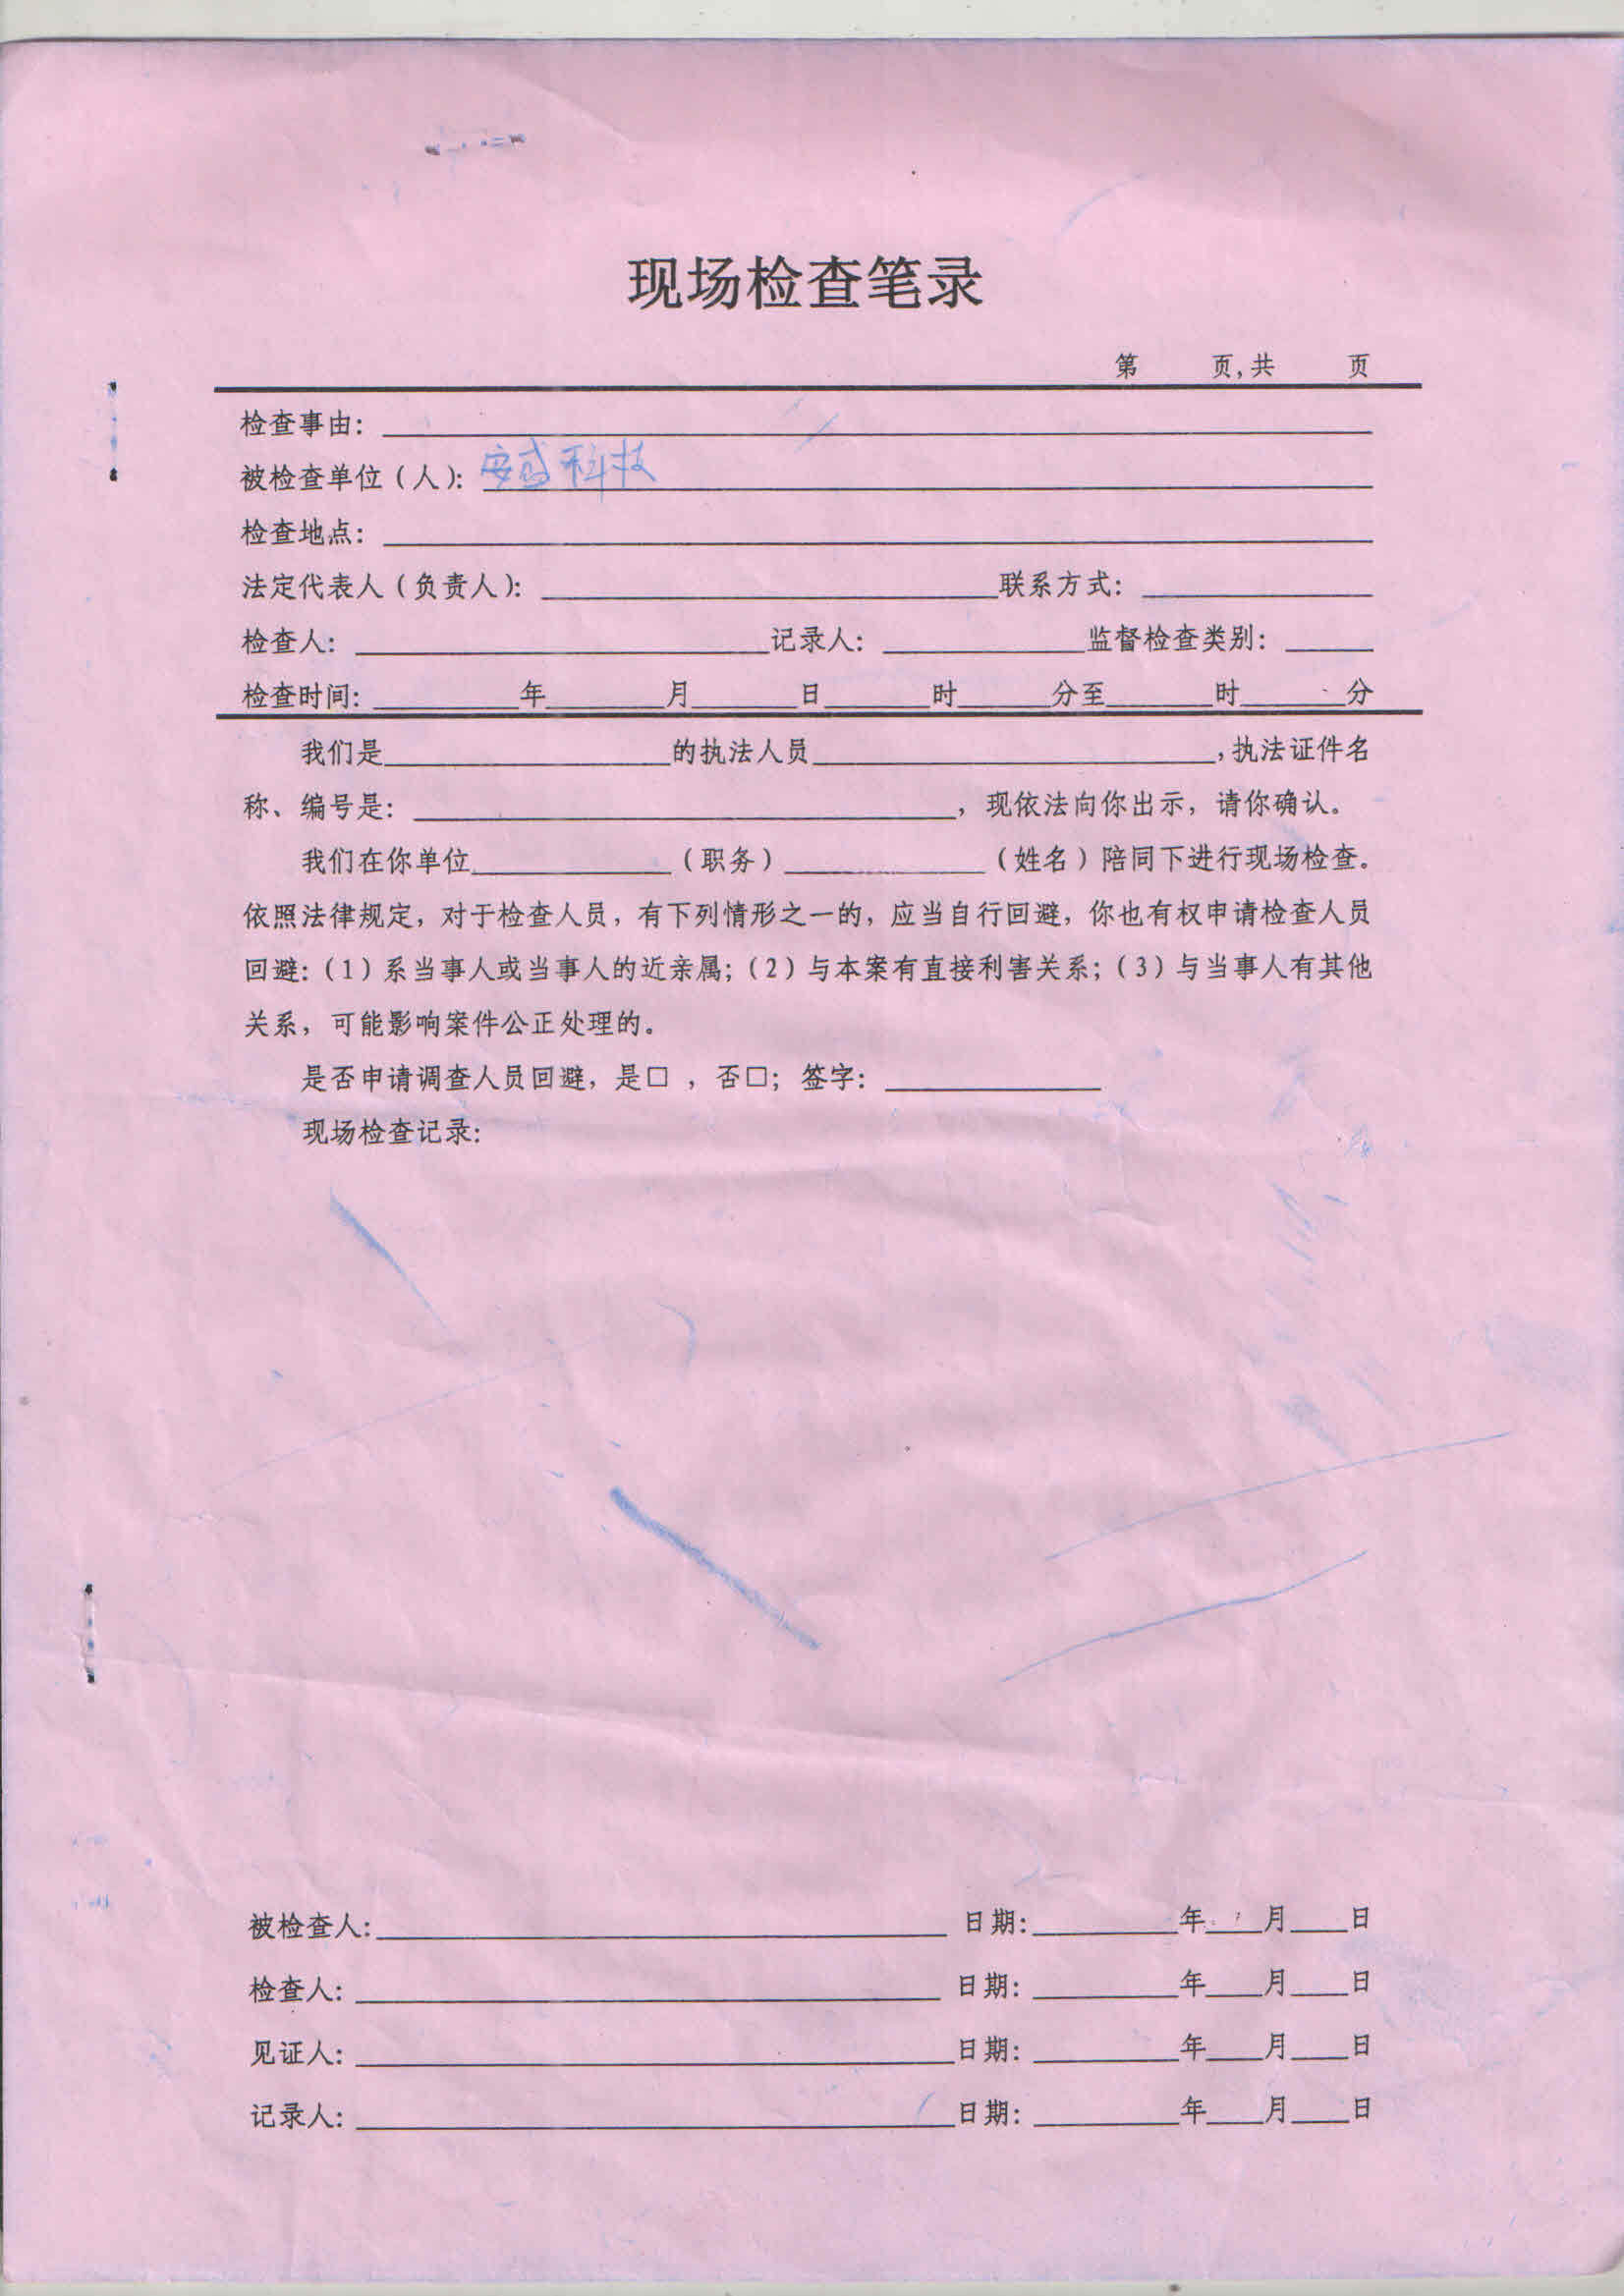 现场检查笔录
第 页,共 页
检查事由:
被检查单位(人): 安盛科技
检查地点:
法定代表人(负责人): 联系方式:
检查人: 记录人: 监督检查类别:
检查时间: 年 月 日 时 分至 时 分
我们是 的执法人员 ,执法证件名
称、编号是: ,现依法向你出示,请你确认。
我们在你单位 (职务) (姓名)陪同下进行现场检查。
依照法律规定,对于检查人员,有下列情形之一的,应当自行回避,你也有权申请检查人员
回避:(1)系当事人或当事人的近亲属;(2)与本案有直接利害关系;(3)与当事人有其他
关系,可能影响案件公正处理的。
是否申请调查人员回避,是□ ,否□;签字:
现场检查记录:
被检查人: 日期: 年 月 日
检查人: 日期: 年 月 日
见证人: 日期: 年 月 日
记录人: 日期: 年 月 日